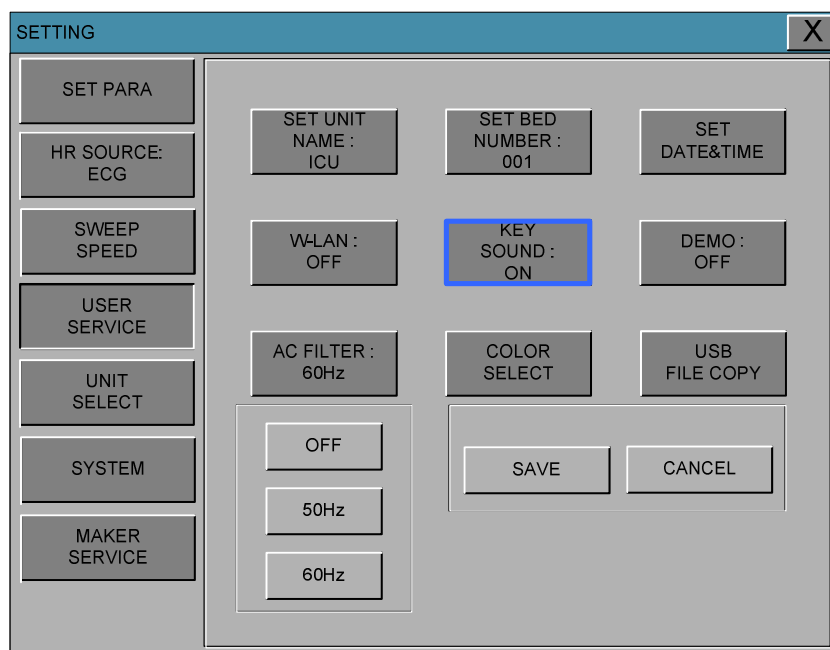 SETTING
X
SET PARA
HR SOURCE:
ECG
SWEEP
SPEED
USER
SERVICE
UNIT
SELECT
SYSTEM
MAKER
SERVICE
SET UNIT
NAME :
ICU
SET BED
NUMBER :
001
SET
DATE&TIME
W-LAN :
OFF
KEY
SOUND :
ON
DEMO :
OFF
AC FILTER :
60Hz
COLOR
SELECT
USB
FILE COPY
OFF
50Hz
60Hz
SAVE
CANCEL